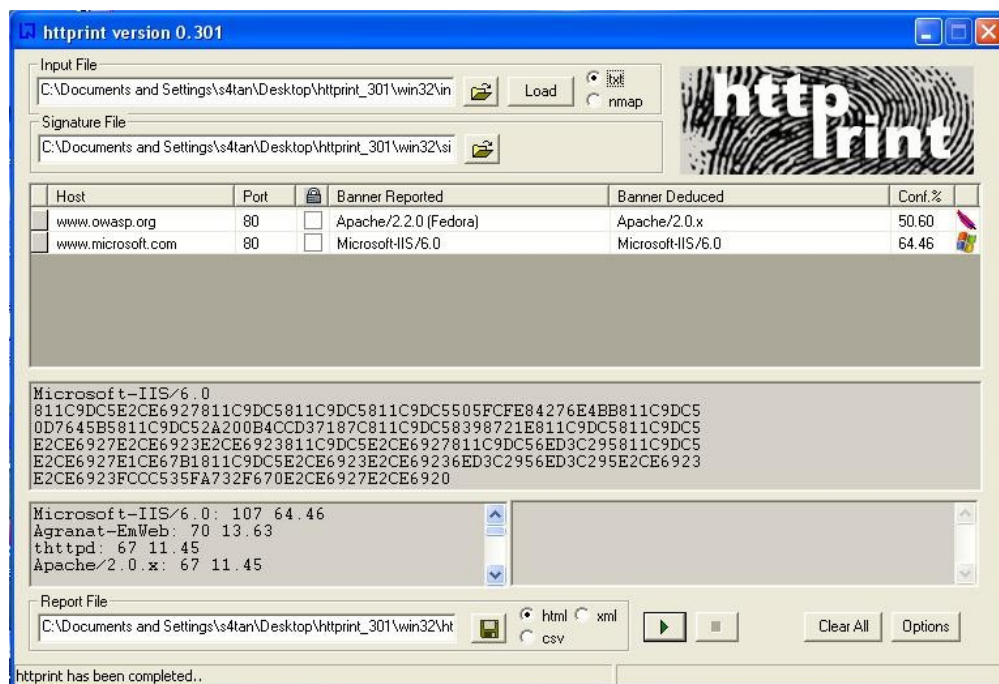 httprint version 0.301
Input File
C:\Documents and Settings\s4tan\Desktop\httprint_301\win32\in
Load
txt
nmap
http
Print
Signature File
C:\Documents and Settings\s4tan\Desktop\httprint_301\win32\si
Host Port Banner Reported Banner Deduced Conf.%
www.owasp.org 80 Apache/2.2.0 (Fedora) Apache/2.0.x 50.60
www.microsoft.com 80 Microsoft-IIS/6.0 Microsoft-IIS/6.0 64.46
Microsoft-IIS/6.0
811C9DC5E2CE6927811C9DC5811C9DC5811C9DC5505FCFE84276E4BB811C9DC5
0D7645B5811C9DC52A200B4CCD37187C811C9DC58398721E811C9DC5811C9DC5
E2CE6927E2CE6923E2CE6923811C9DC5E2CE6927811C9DC56ED3C295811C9DC5
E2CE6927E1CE67B1811C9DC5E2CE6923E2CE69236ED3C2956ED3C295E2CE6923
E2CE6923FCCC535FA732F670E2CE6927E2CE6920
Microsoft-IIS/6.0: 107 64.46
Agranat-EmWeb: 70 13.63
thttpd: 67 11.45
Apache/2.0.x: 67 11.45
Report File
C:\Documents and Settings\s4tan\Desktop\httprint_301\win32\ht
html xml
csv
Clear All
Options
httprint has been completed..